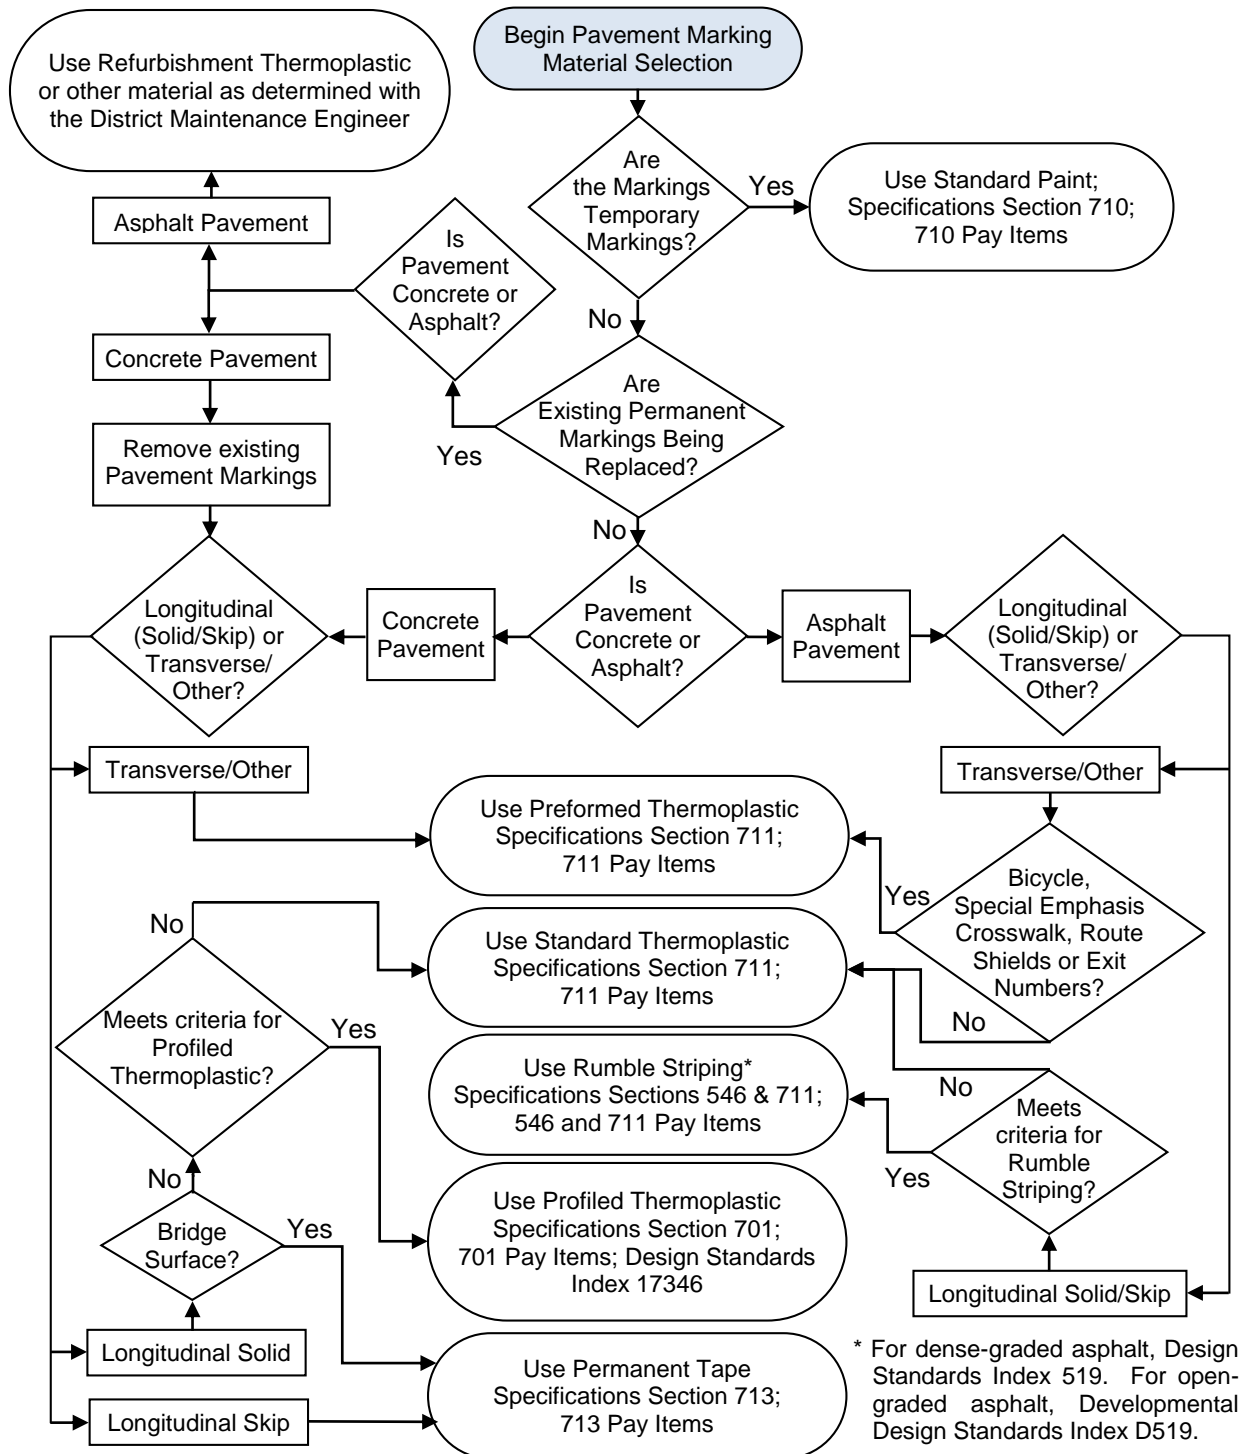 Begin Pavement Marking
Material Selection
Use Refurbishment Thermoplastic
or other material as determined with
the District Maintenance Engineer
Are
the Markings
Temporary
Markings?
Yes
Use Standard Paint;
Specifications Section 710;
710 Pay Items
Asphalt Pavement
Is
Pavement
Concrete or
Asphalt?
No
Concrete Pavement
Are
Existing Permanent
Markings Being
Replaced?
Yes
Remove existing
Pavement Markings
No
Longitudinal
(Solid/Skip) or
Transverse/
Other?
Concrete
Pavement
Is
Pavement
Concrete or
Asphalt?
Asphalt
Pavement
Longitudinal
(Solid/Skip) or
Transverse/
Other?
Transverse/Other
Transverse/Other
Use Preformed Thermoplastic
Specifications Section 711;
711 Pay Items
Yes
Bicycle,
Special Emphasis
Crosswalk, Route
Shields or Exit
Numbers?
No
Use Standard Thermoplastic
Specifications Section 711;
711 Pay Items
No
Meets criteria for
Profiled
Thermoplastic?
Yes
Use Rumble Striping*
Specifications Sections 546 & 711;
546 and 711 Pay Items
No
Meets
criteria for
Rumble
Striping?
Yes
No
Bridge
Surface?
Yes
Use Profiled Thermoplastic
Specifications Section 701;
701 Pay Items; Design Standards
Index 17346
Longitudinal Solid/Skip
Longitudinal Solid
Use Permanent Tape
Specifications Section 713;
713 Pay Items
Longitudinal Skip
* For dense-graded asphalt, Design
Standards Index 519. For open-
graded asphalt, Developmental
Design Standards Index D519.